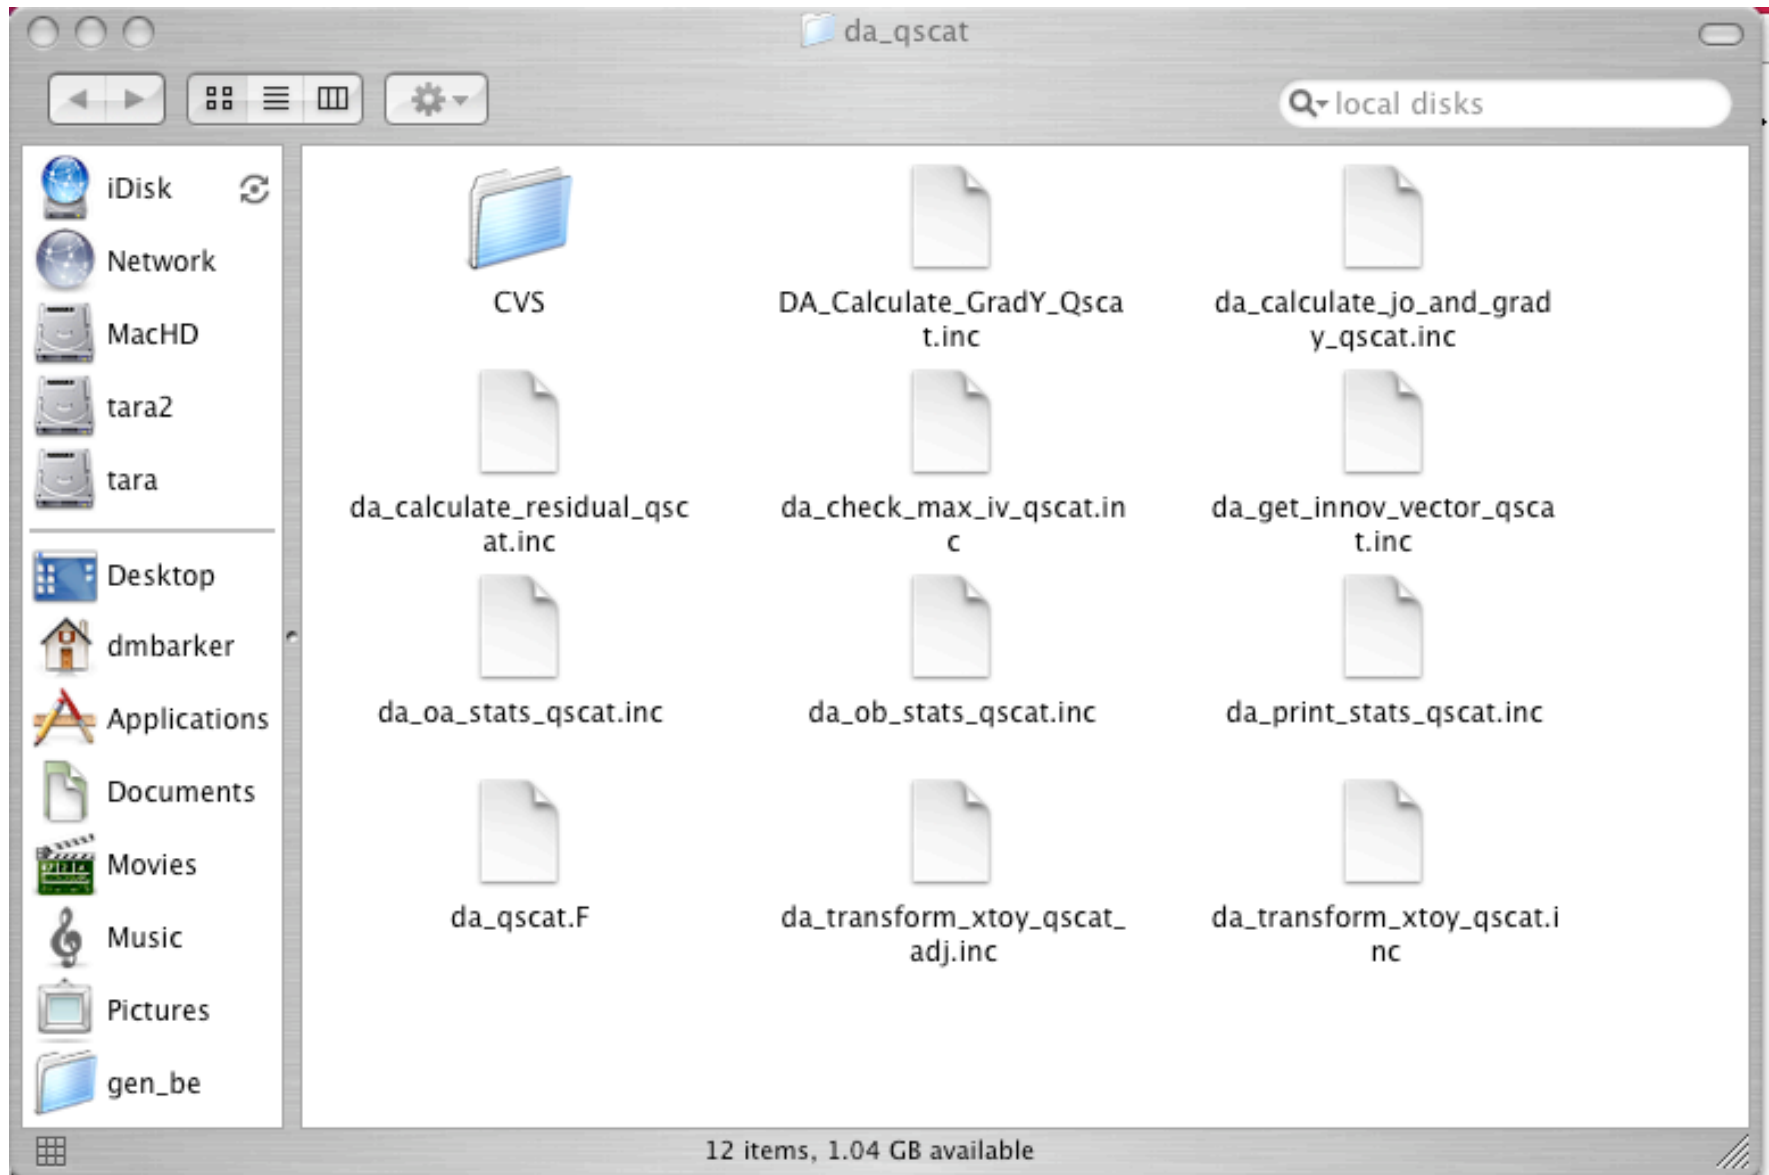 da_qscat
local disks
iDisk
Network
MacHD
tara2
tara
Desktop
dmbarker
Applications
Documents
Movies
Music
Pictures
gen_be
CVS
DA_Calculate_GradY_Qsca
t.inc
da_calculate_jo_and_grad
y_qscat.inc
da_calculate_residual_qsc
at.inc
da_check_max_iv_qscat.in
c
da_get_innov_vector_qsca
t.inc
da_oa_stats_qscat.inc
da_ob_stats_qscat.inc
da_print_stats_qscat.inc
da_qscat.F
da_transform_xtoy_qscat_
adj.inc
da_transform_xtoy_qscat.i
nc
12 items, 1.04 GB available